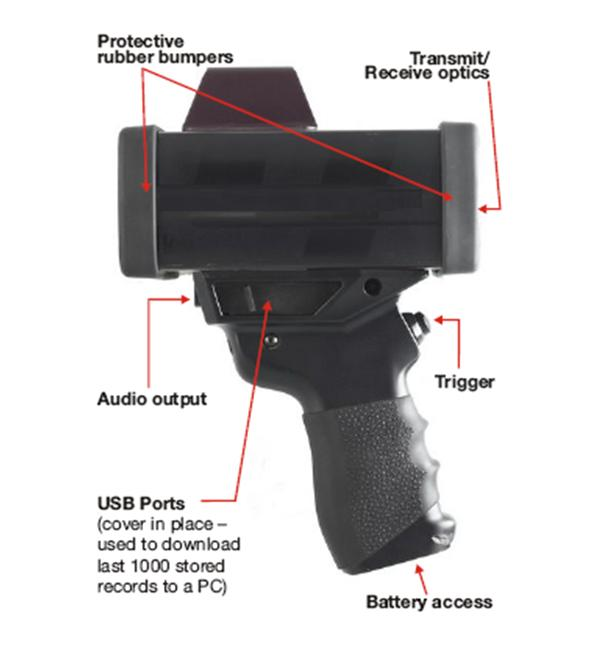 Protective
rubber bumpers
Transmit/
Receive optics
Audio output
Trigger
USB Ports
(cover in place –
used to download
last 1000 stored
records to a PC)
Battery access